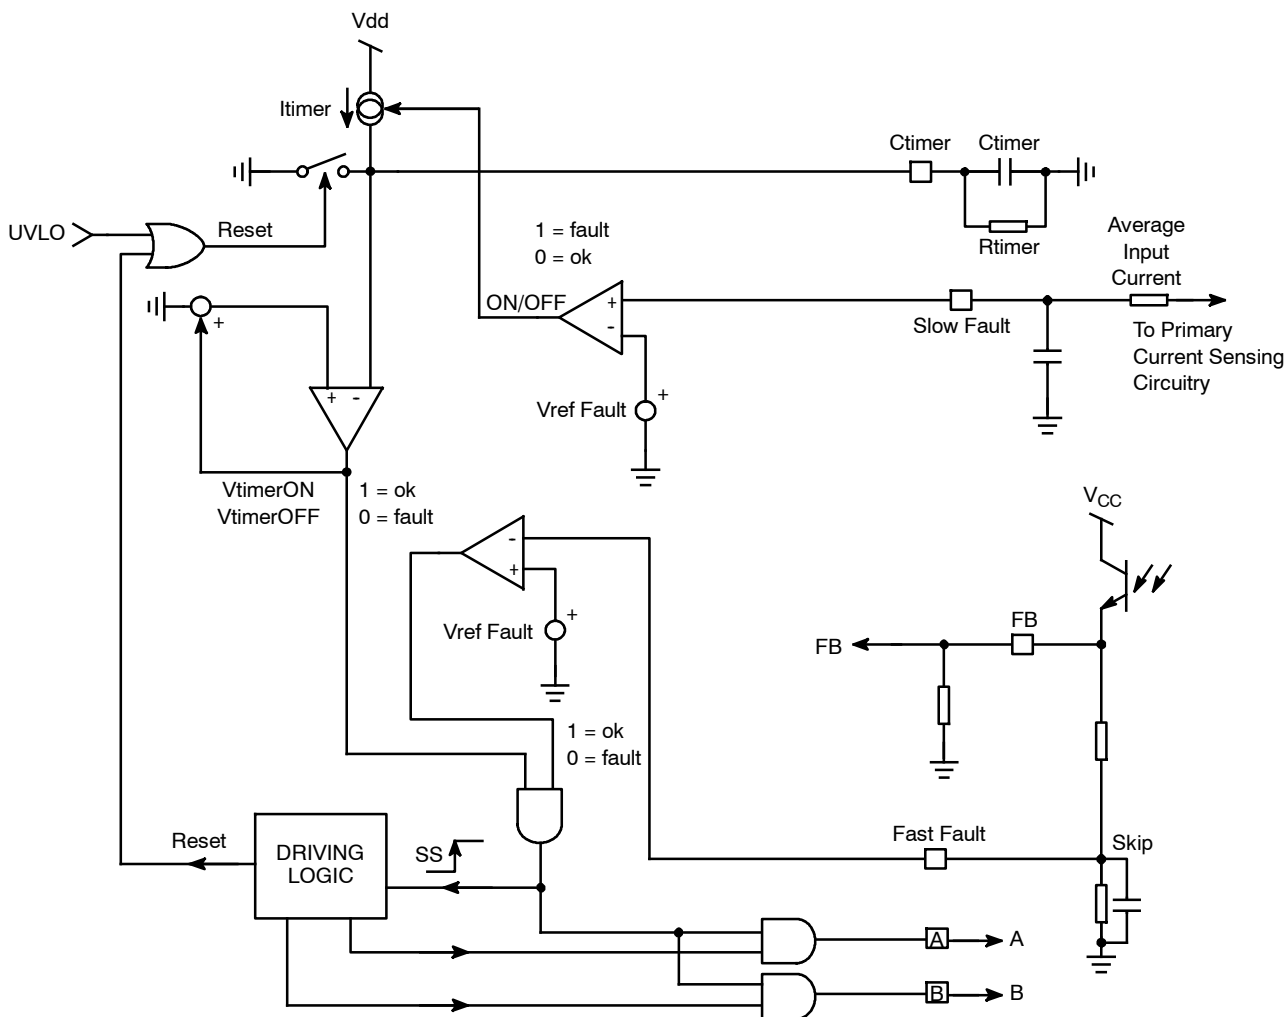 Vdd
Itimer
Ctimer
Ctimer
UVLO
Reset
1 = fault
0 = ok
Rtimer
Average
Input
Current
+
ON/OFF
+
-
Slow Fault
To Primary
Current Sensing
Circuitry
+ -
Vref Fault
+
VtimerON
VtimerOFF
1 = ok
0 = fault
VCC
-
+
Vref Fault
+
FB
FB
1 = ok
0 = fault
Reset
DRIVING
LOGIC
SS
Fast Fault
Skip
A
A
B
B